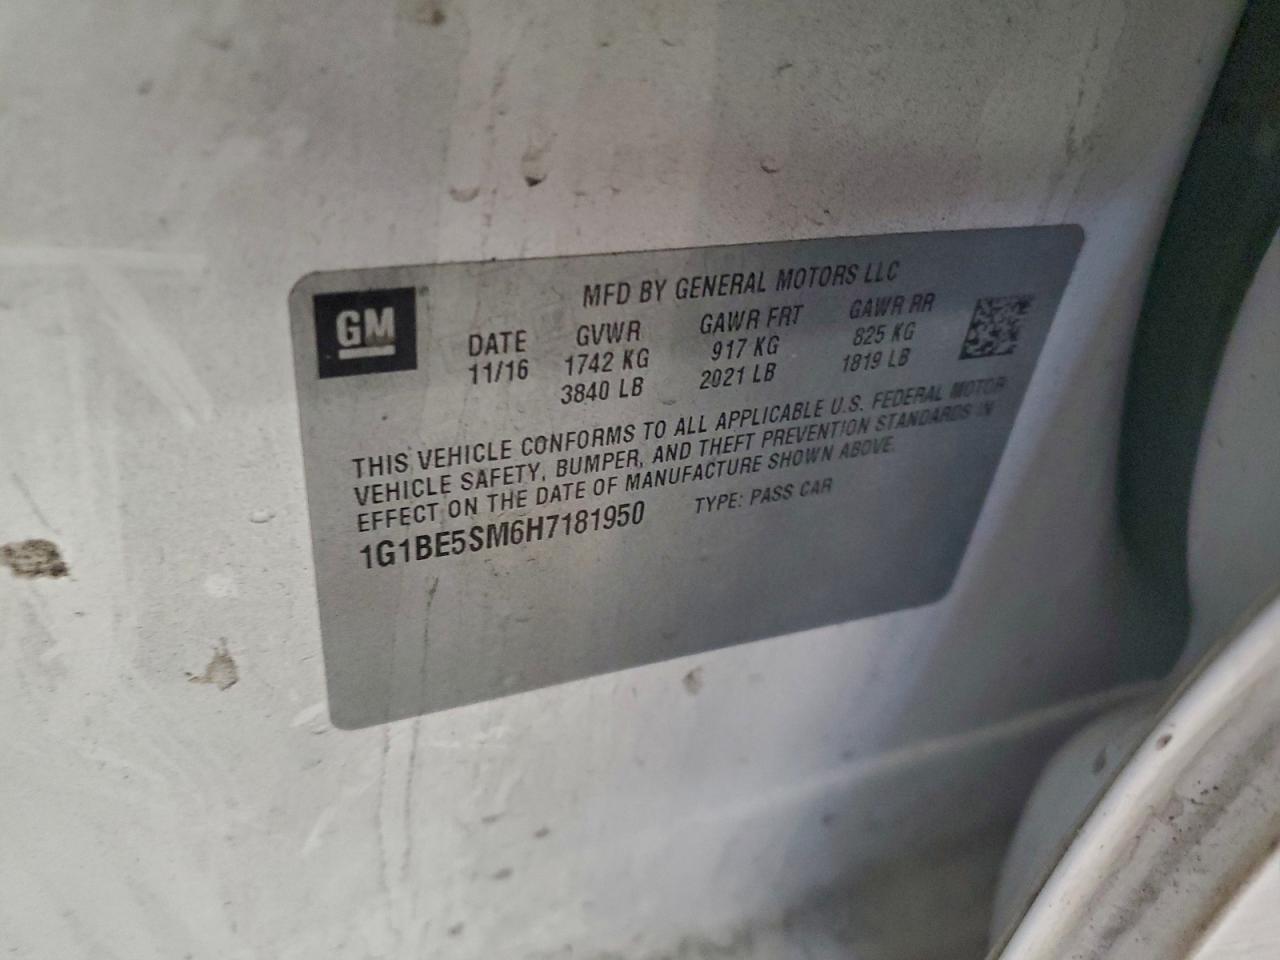 GM
MFD BY GENERAL MOTORS LLC
DATE GVWR GAWR FRT GAWR RR
11/16 1742 KG 917 KG 825 KG
3840 LB 2021 LB 1819 LB
THIS VEHICLE CONFORMS TO ALL APPLICABLE U.S. FEDERAL MOTOR
VEHICLE SAFETY, BUMPER, AND THEFT PREVENTION STANDARDS IN
EFFECT ON THE DATE OF MANUFACTURE SHOWN ABOVE.
1G1BE5SM6H7181950 TYPE: PASS CAR